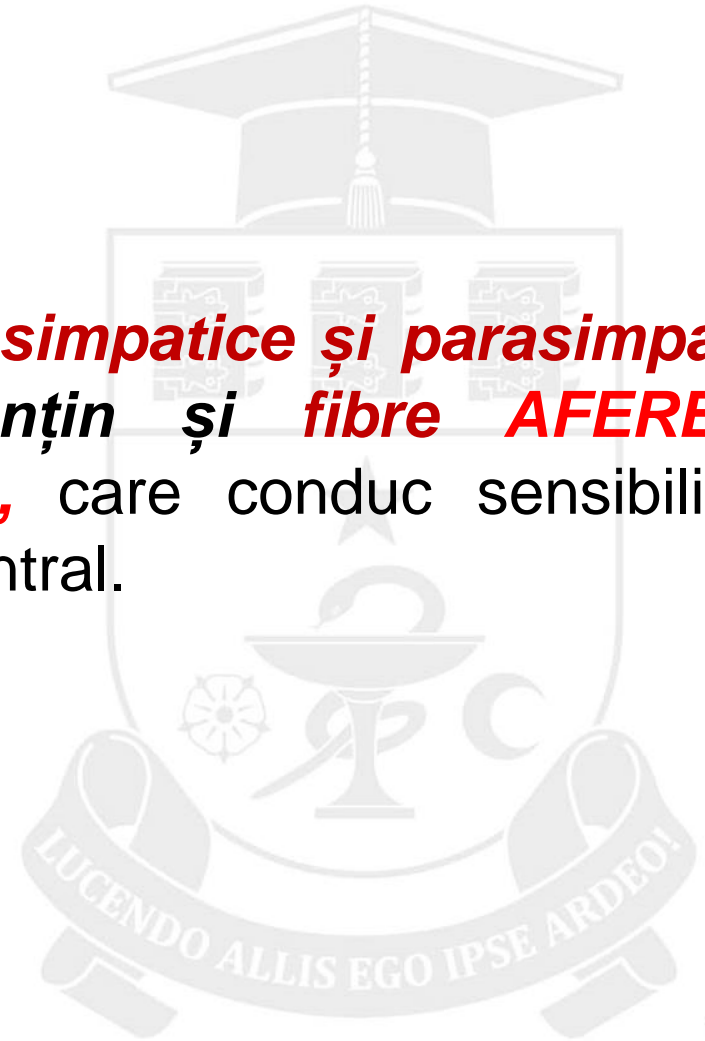 simpatice și parasimpa
nțin și fibre AFERE
, care conduc sensibili
ntral.
LUCENDO ALLIS EGO IPSE ARDEO!